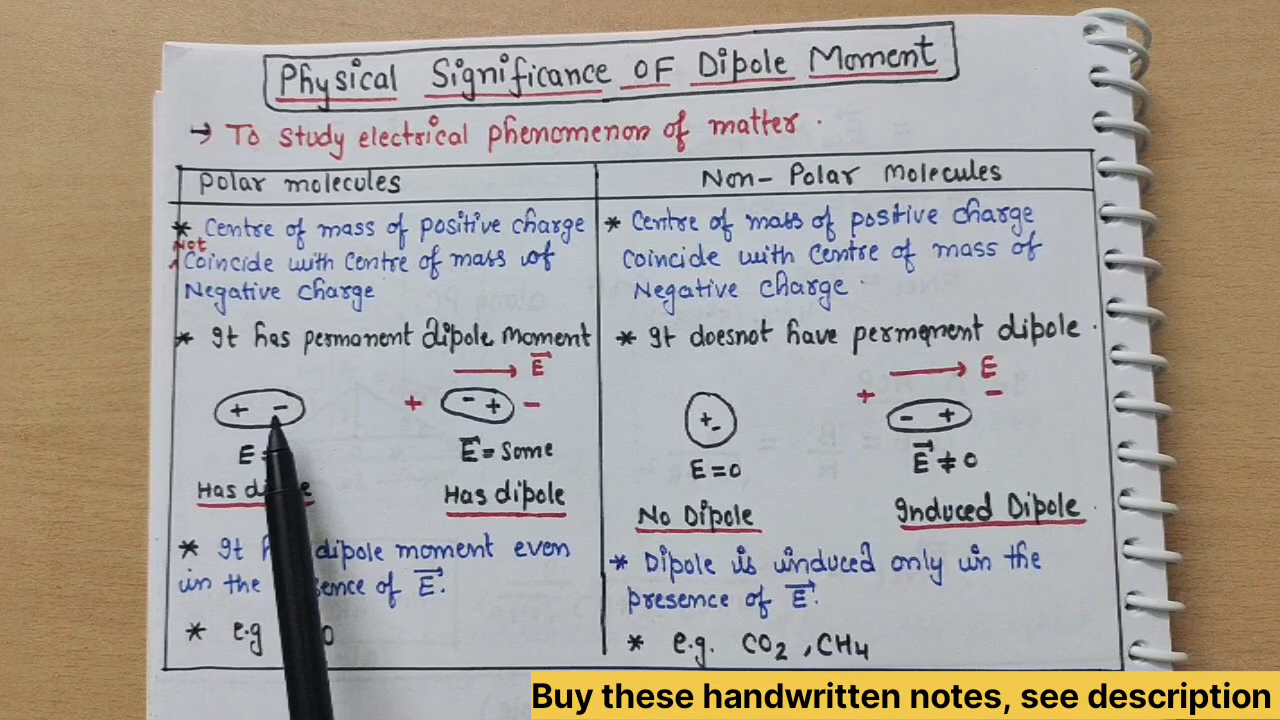 Physical Significance OF Dipole Moment
→ To study electrical phenomenon of matter.
Polar molecules
* Centre of mass of positive charge
Not
Coincide with Centre of mass of
Negative charge
* It has permanent dipole moment
→ E
+ - + - + -
E= E = Some
Has Has dipole
* It dipole moment even
in the of E.
* e.g
Non-Polar Molecules
* Centre of mass of positive charge
Coincide with Centre of mass of
Negative charge.
* It doesnot have permanent dipole.
→ E
+ - + - + -
E=0 E ≠ 0
No Dipole Induced Dipole
* Dipole is induced only in the
presence of E.
* e.g. CO2, CH4
Buy these handwritten notes, see description